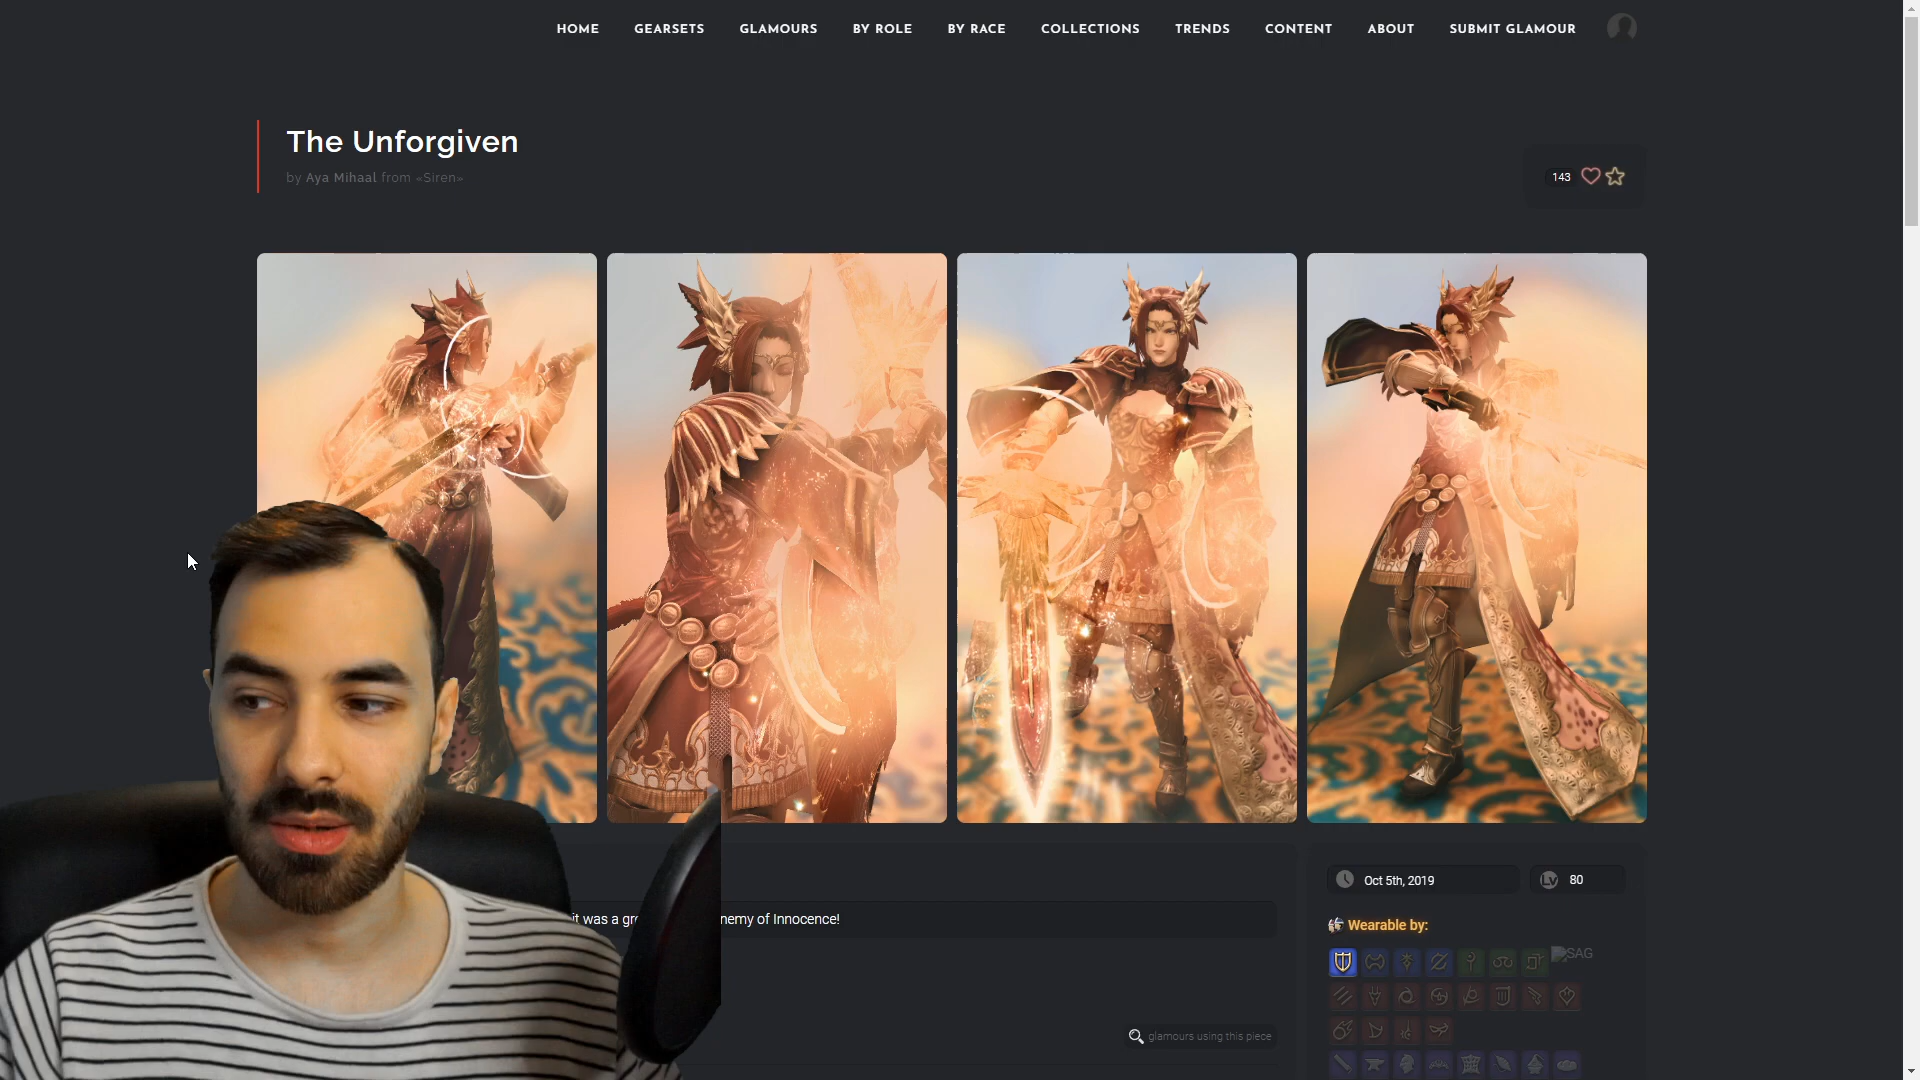 HOME GEARSETS GLAMOURS BY ROLE BY RACE COLLECTIONS TRENDS CONTENT ABOUT SUBMIT GLAMOUR
The Unforgiven
by Aya Mihaal from «Siren»
143
Oct 5th, 2019
Lv 80
it was a
nemy of Innocence!
Wearable by:
SAG
glamours using this piece